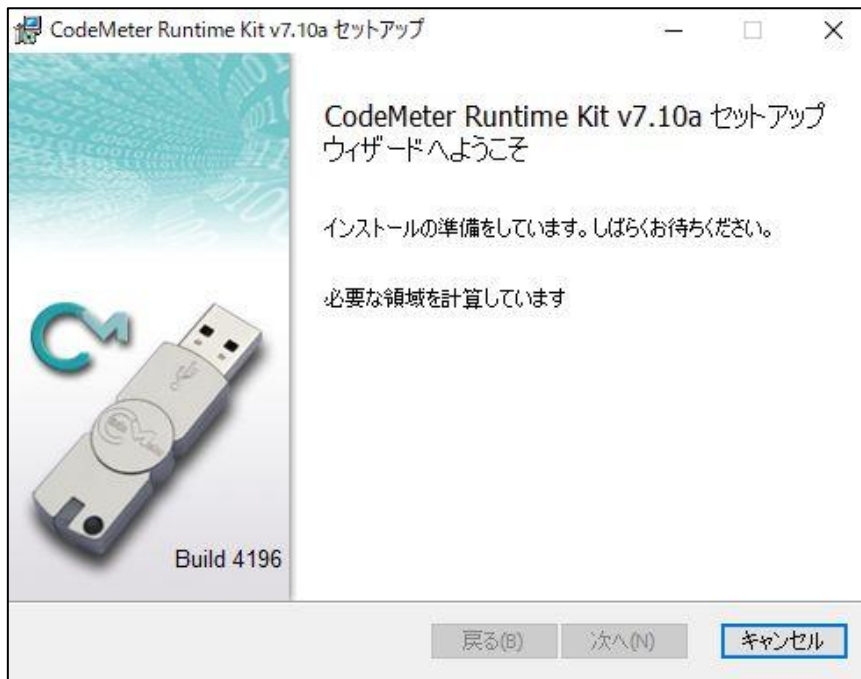 CodeMeter Runtime Kit v7.10a セットアップ
CodeMeter Runtime Kit v7.10a セットアップ
ウィザードへようこそ
インストールの準備をしています。しばらくお待ちください。
必要な領域を計算しています
Build 4196
戻る(B)
次へ(N)
キャンセル